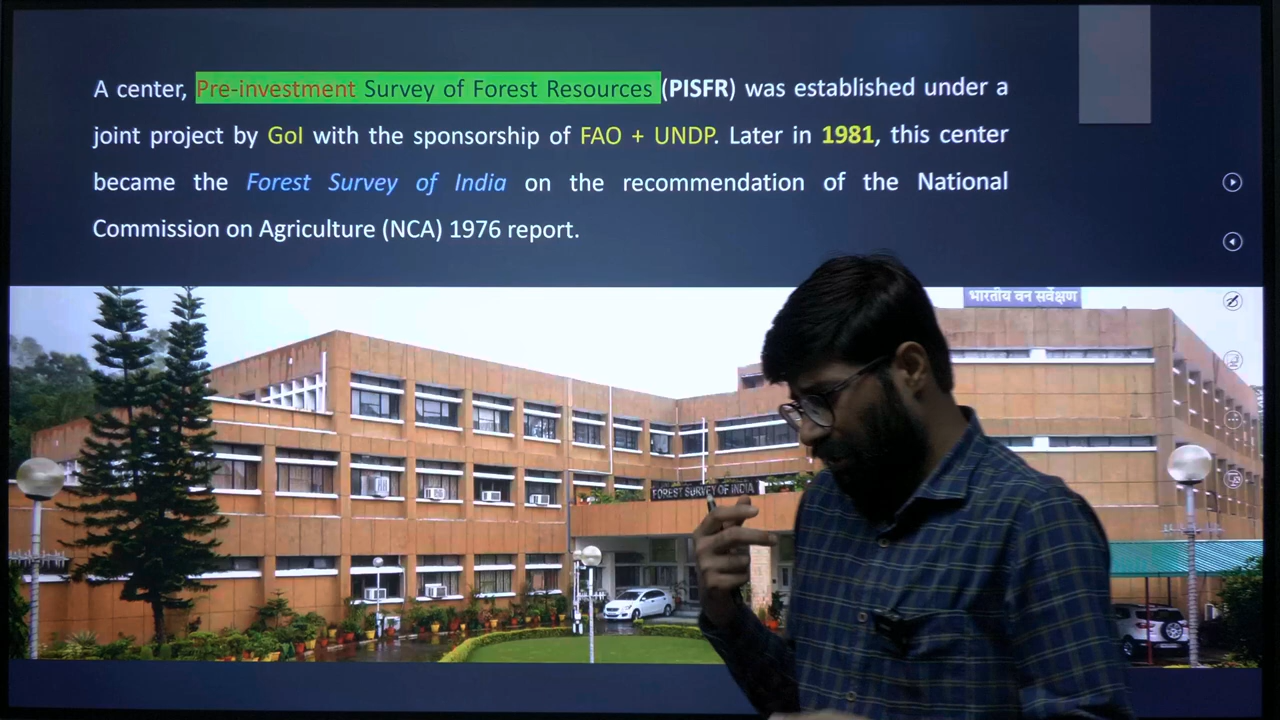 A center, Pre-investment Survey of Forest Resources (PISFR) was established under a
joint project by GoI with the sponsorship of FAO + UNDP. Later in 1981, this center
became the Forest Survey of India on the recommendation of the National
Commission on Agriculture (NCA) 1976 report.
भारतीय वन सर्वेक्षण
FOREST SURVEY OF INDIA